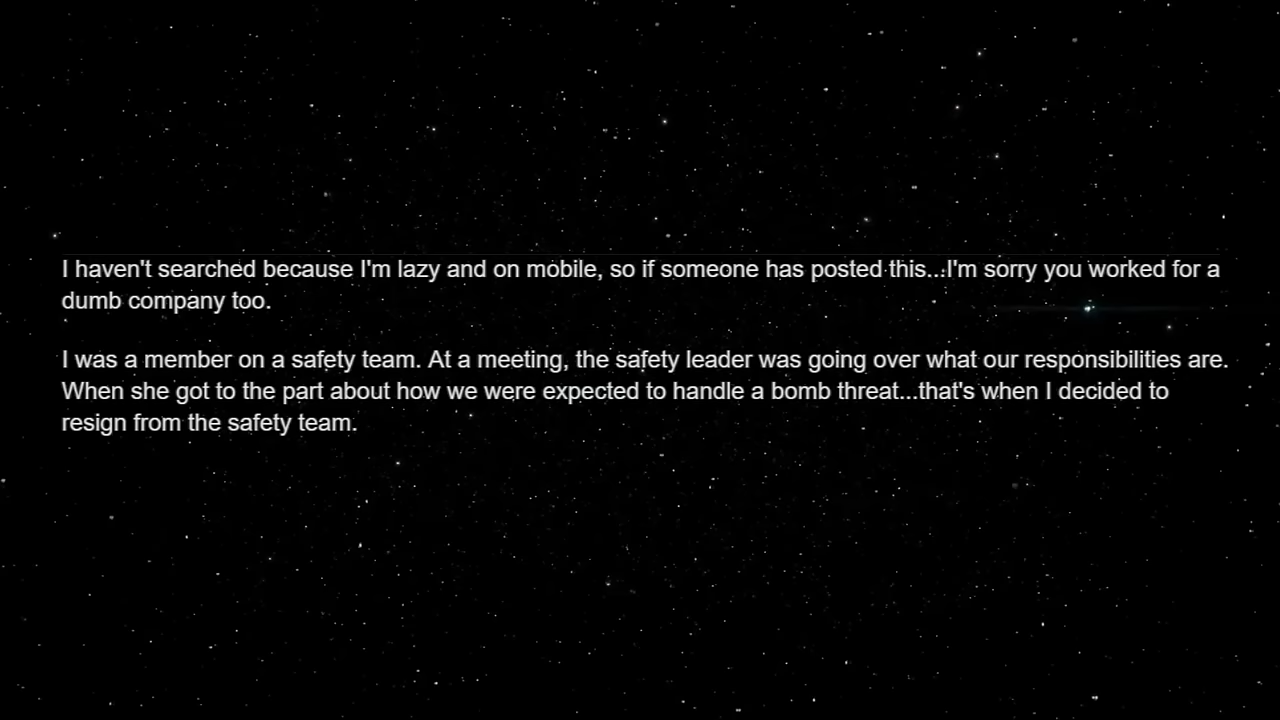 I haven't searched because I'm lazy and on mobile, so if someone has posted this...I'm sorry you worked for a
dumb company too.
I was a member on a safety team. At a meeting, the safety leader was going over what our responsibilities are.
When she got to the part about how we were expected to handle a bomb threat...that's when I decided to
resign from the safety team.